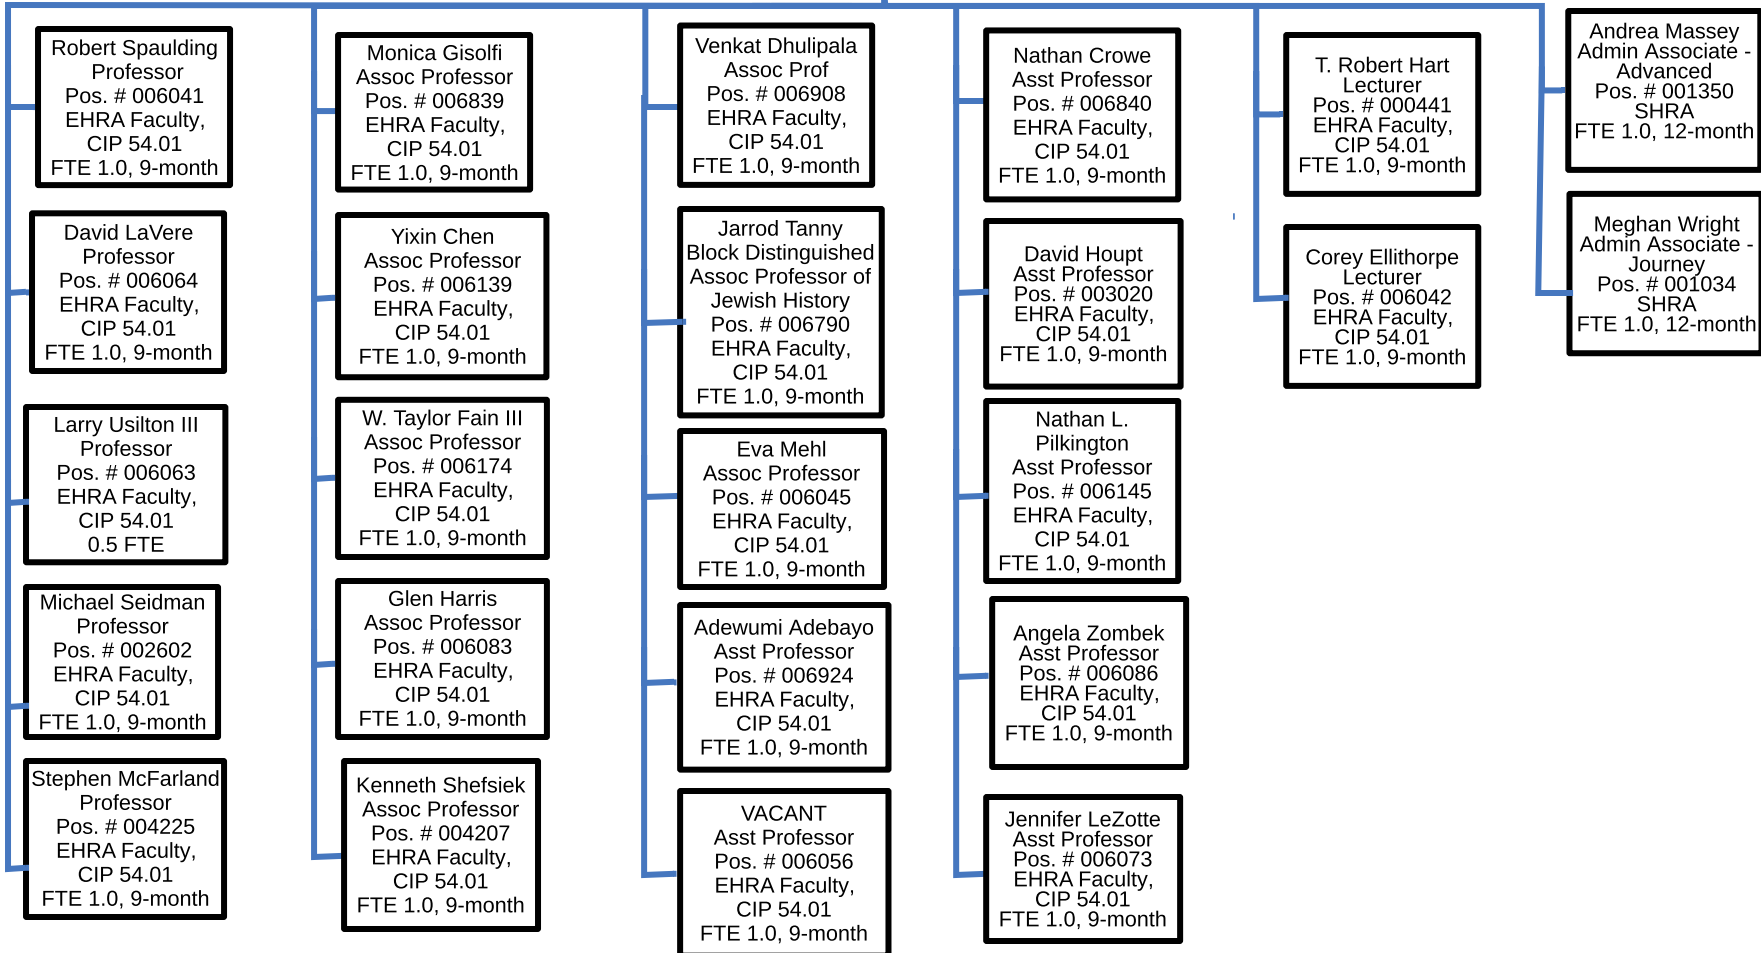 Robert Spaulding
Professor
Pos. # 006041
EHRA Faculty,
CIP 54.01
FTE 1.0, 9-month
David LaVere
Professor
Pos. # 006064
EHRA Faculty,
CIP 54.01
FTE 1.0, 9-month
Larry Usilton III
Professor
Pos. # 006063
EHRA Faculty,
CIP 54.01
0.5 FTE
Michael Seidman
Professor
Pos. # 002602
EHRA Faculty,
CIP 54.01
FTE 1.0, 9-month
Stephen McFarland
Professor
Pos. # 004225
EHRA Faculty,
CIP 54.01
FTE 1.0, 9-month
Monica Gisolfi
Assoc Professor
Pos. # 006839
EHRA Faculty,
CIP 54.01
FTE 1.0, 9-month
Yixin Chen
Assoc Professor
Pos. # 006139
EHRA Faculty,
CIP 54.01
FTE 1.0, 9-month
W. Taylor Fain III
Assoc Professor
Pos. # 006174
EHRA Faculty,
CIP 54.01
FTE 1.0, 9-month
Glen Harris
Assoc Professor
Pos. # 006083
EHRA Faculty,
CIP 54.01
FTE 1.0, 9-month
Kenneth Shefsiek
Assoc Professor
Pos. # 004207
EHRA Faculty,
CIP 54.01
FTE 1.0, 9-month
Venkat Dhulipala
Assoc Prof
Pos. # 006908
EHRA Faculty,
CIP 54.01
FTE 1.0, 9-month
Jarrod Tanny
Block Distinguished
Assoc Professor of
Jewish History
Pos. # 006790
EHRA Faculty,
CIP 54.01
FTE 1.0, 9-month
Eva Mehl
Assoc Professor
Pos. # 006045
EHRA Faculty,
CIP 54.01
FTE 1.0, 9-month
Adewumi Adebayo
Asst Professor
Pos. # 006924
EHRA Faculty,
CIP 54.01
FTE 1.0, 9-month
VACANT
Asst Professor
Pos. # 006056
EHRA Faculty,
CIP 54.01
FTE 1.0, 9-month
Nathan Crowe
Asst Professor
Pos. # 006840
EHRA Faculty,
CIP 54.01
FTE 1.0, 9-month
David Houpt
Asst Professor
Pos. # 003020
EHRA Faculty,
CIP 54.01
FTE 1.0, 9-month
Nathan L.
Pilkington
Asst Professor
Pos. # 006145
EHRA Faculty,
CIP 54.01
FTE 1.0, 9-month
Angela Zombek
Asst Professor
Pos. # 006086
EHRA Faculty,
CIP 54.01
FTE 1.0, 9-month
Jennifer LeZotte
Asst Professor
Pos. # 006073
EHRA Faculty,
CIP 54.01
FTE 1.0, 9-month
T. Robert Hart
Lecturer
Pos. # 000441
EHRA Faculty,
CIP 54.01
FTE 1.0, 9-month
Corey Ellithorpe
Lecturer
Pos. # 006042
EHRA Faculty,
CIP 54.01
FTE 1.0, 9-month
Andrea Massey
Admin Associate -
Advanced
Pos. # 001350
SHRA
FTE 1.0, 12-month
Meghan Wright
Admin Associate -
Journey
Pos. # 001034
SHRA
FTE 1.0, 12-month